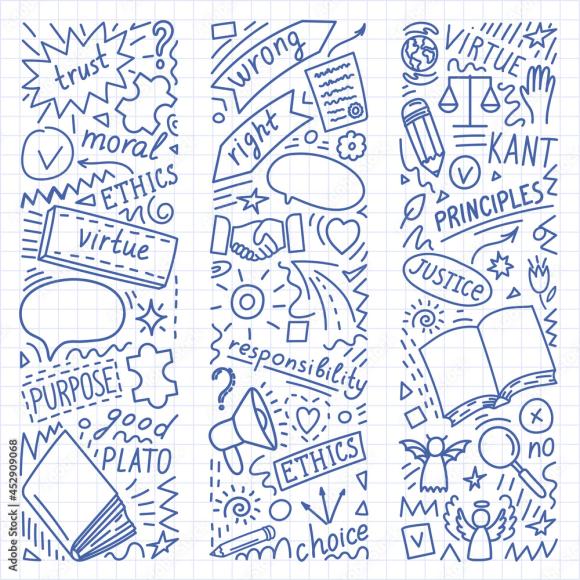 trust
moral
ETHICS
virtue
PURPOSE
good
PLATO
wrong
right
responsibility
ETHICS
choice
VIRTUE
KANT
PRINCIPLES
JUSTICE
no
Adobe Stock | #452909068